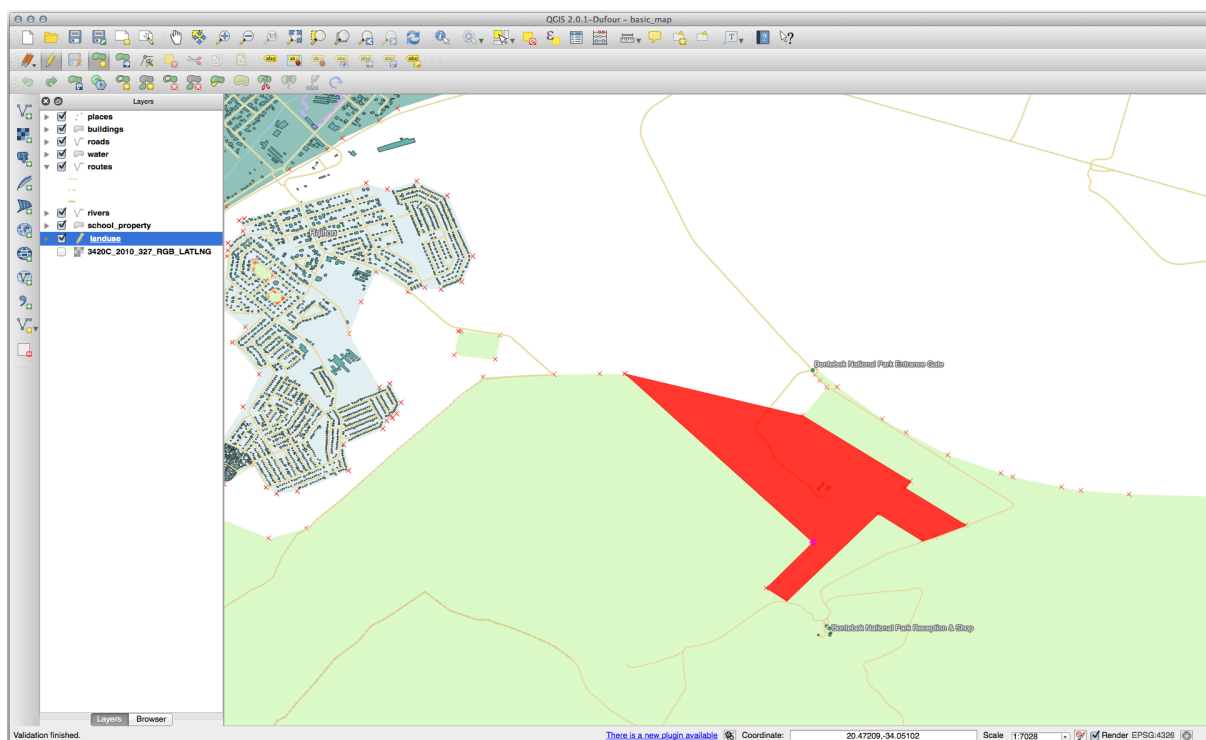 QGIS 2.0.1-Dufour – basic_map
Layers
places
buildings
roads
water
routes
rivers
school_property
landuse
3420C_2010_327_RGB_LATLNG
Railton
Bontebok National Park Entrance Gate
Bontebok National Park Reception & Shop
Layers Browser
Validation finished.
There is a new plugin available
Coordinate:
20.47209,-34.05102
Scale
1:7028
Render
EPSG:4326